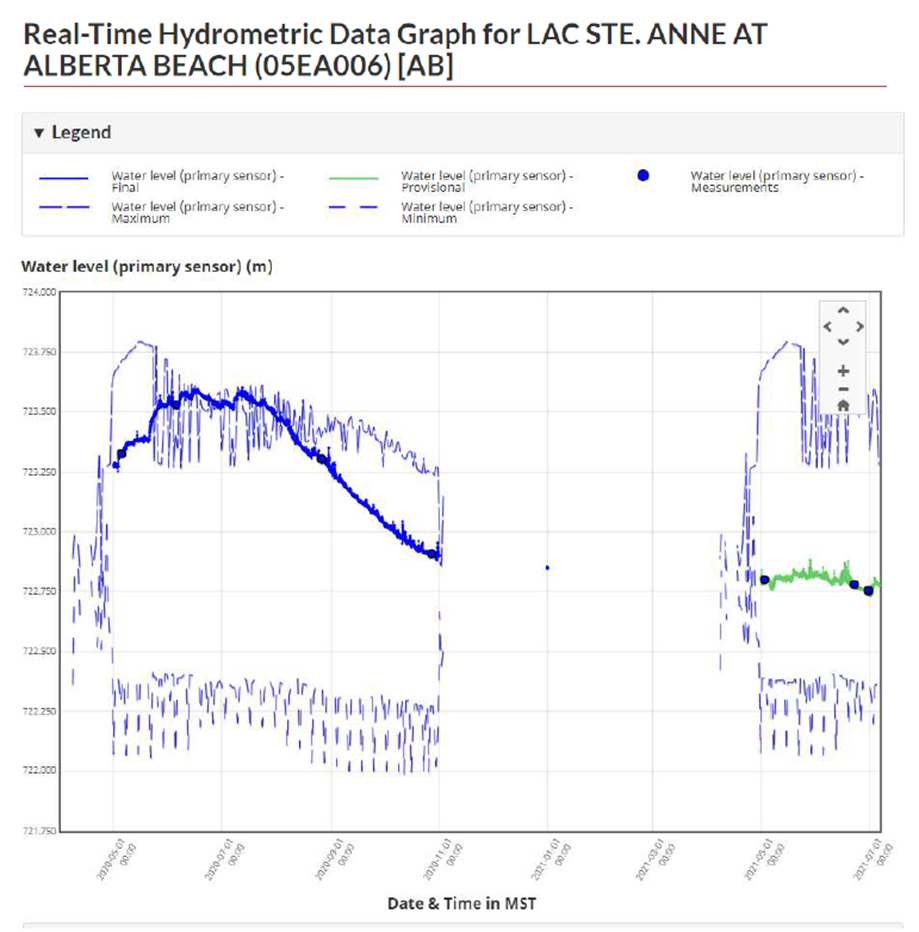 Real-Time Hydrometric Data Graph for LAC STE. ANNE AT
ALBERTA BEACH (05EA006) [AB]
▼ Legend
Water level (primary sensor) -
Final
Water level (primary sensor) -
Provisional
Water level (primary sensor) -
Measurements
Water level (primary sensor) -
Maximum
Water level (primary sensor) -
Minimum
Water level (primary sensor) (m)
724.000
723.750
723.500
723.250
723.000
722.750
722.500
722.250
722.000
721.750
2020-05-01
00:00
2020-07-01
00:00
2020-09-01
00:00
2020-11-01
00:00
2021-01-01
00:00
2021-03-01
00:00
2021-05-01
00:00
2021-07-01
00:00
Date & Time in MST